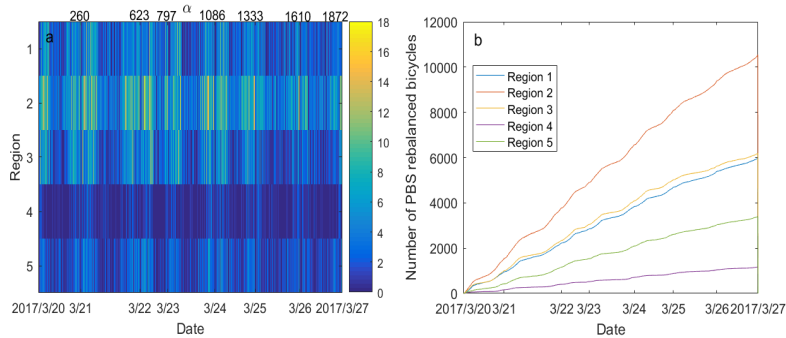 α
260 623 797 1086 1333 1610 1872
a
1
2
3
4
5
Region
2017/3/20 3/21 3/22 3/23 3/24 3/25 3/26 2017/3/27
Date
18
16
14
12
10
8
6
4
2
0
b
12000
10000
8000
6000
4000
2000
0
Number of PBS rebalanced bicycles
Region 1
Region 2
Region 3
Region 4
Region 5
2017/3/20 3/21 3/22 3/23 3/24 3/25 3/26 2017/3/27
Date